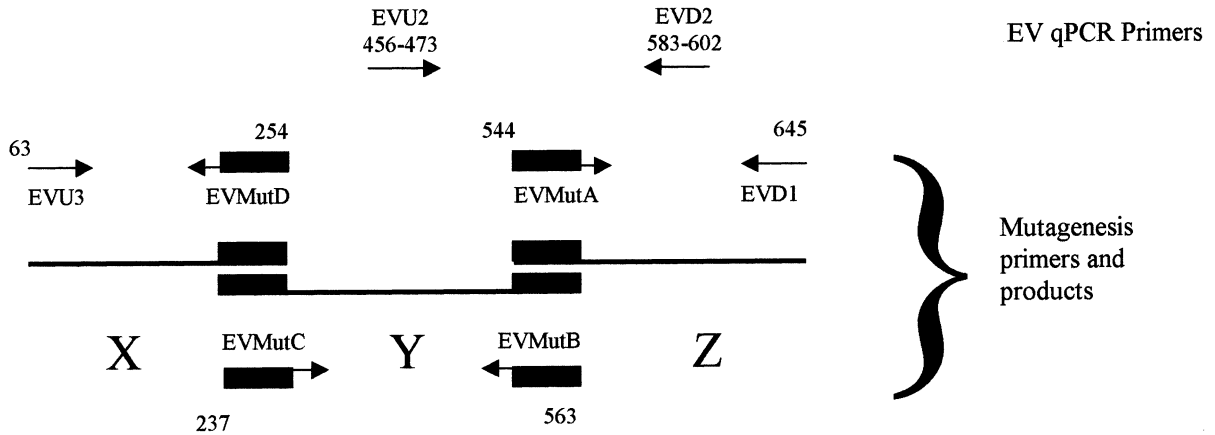 EVU2
456-473
EVD2
583-602
EV qPCR Primers
63
254
544
645
EVU3
EVMutD
EVMutA
EVD1
Mutagenesis
primers and
products
X
EVMutC
Y
EVMutB
Z
237
563